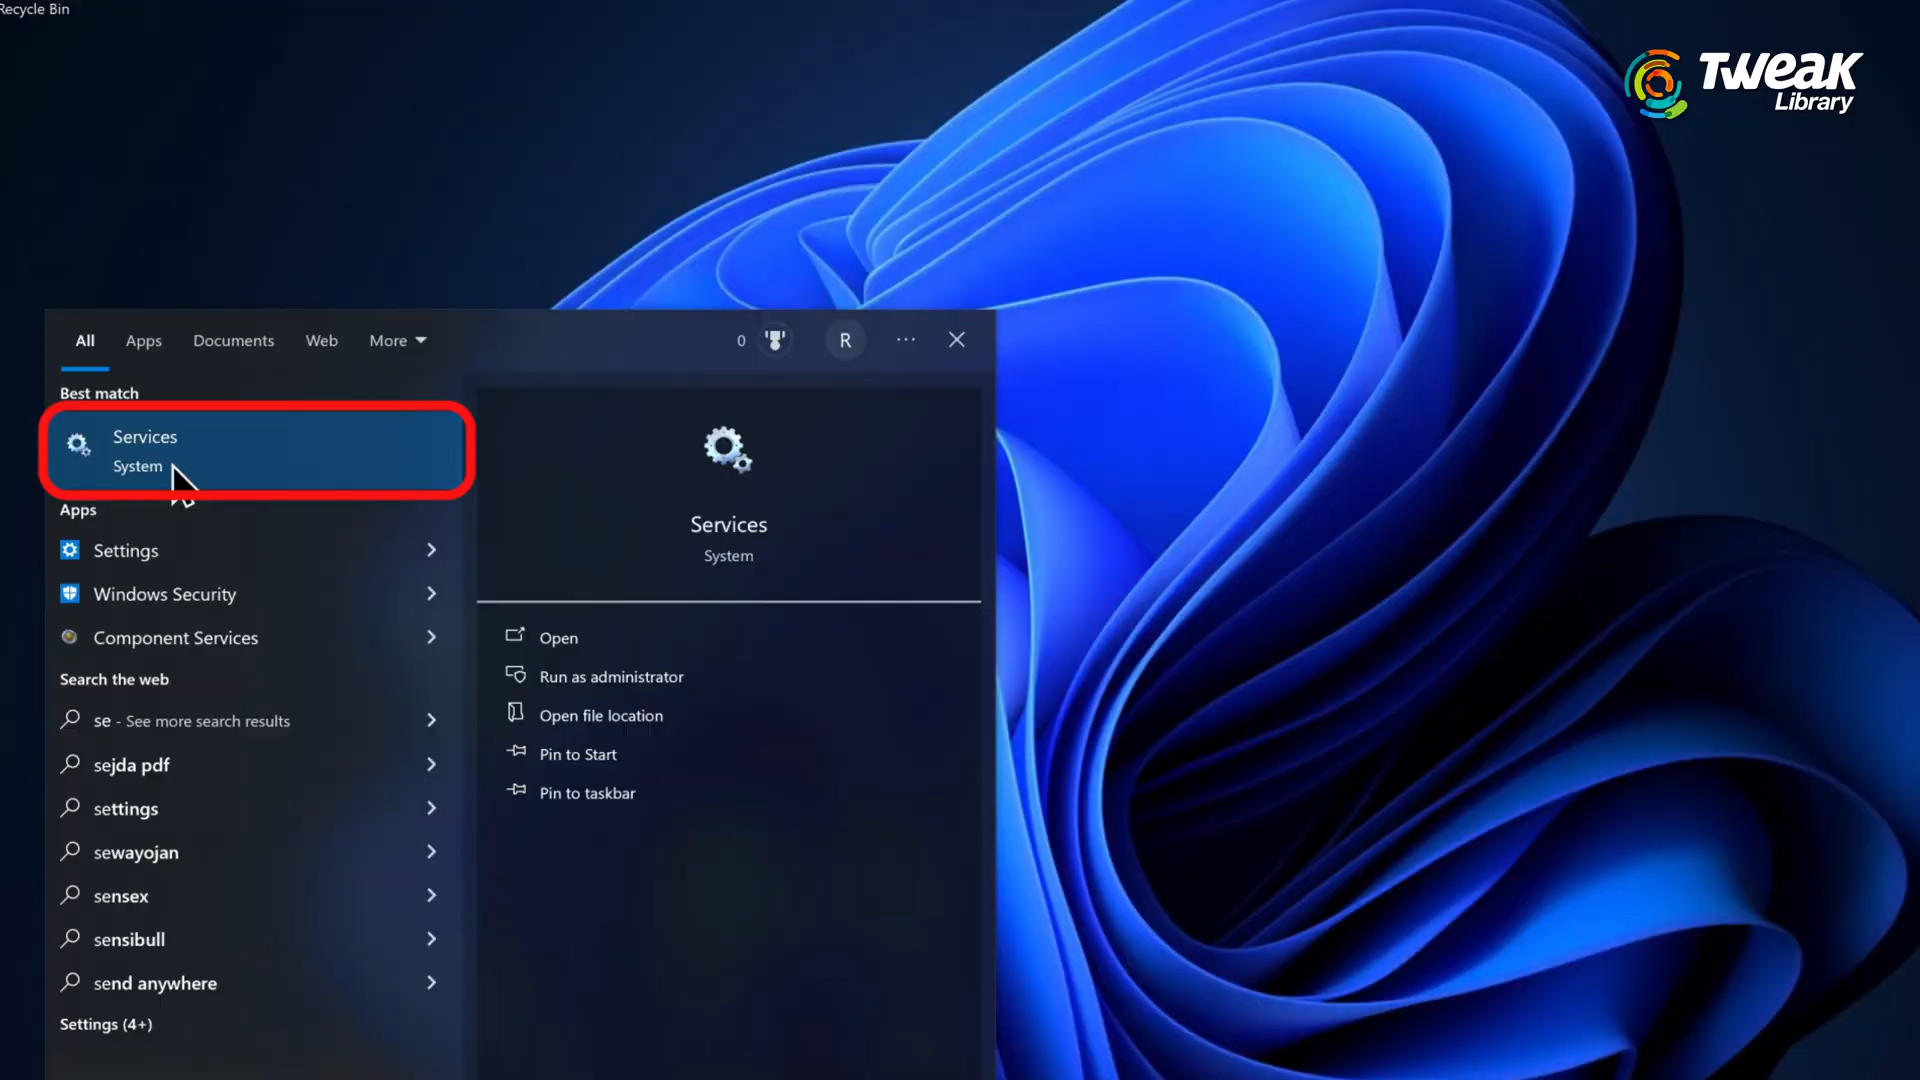 Recycle Bin
TWeaK
Library
All
Apps
Documents
Web
More
0
R
Best match
Services
System
Apps
Settings
Windows Security
Component Services
Search the web
se - See more search results
sejda pdf
settings
sewayojan
sensex
sensibull
send anywhere
Settings (4+)
Services
System
Open
Run as administrator
Open file location
Pin to Start
Pin to taskbar